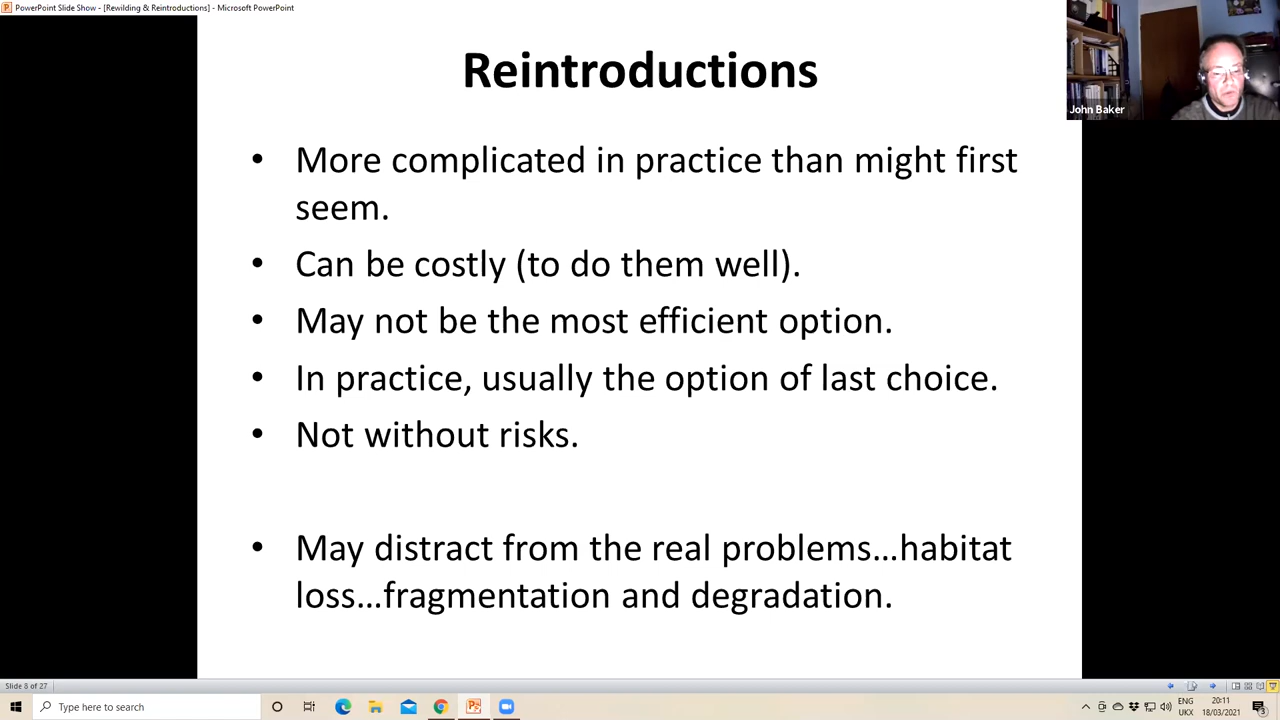 PowerPoint Slide Show - [Rewilding & Reintroductions] - Microsoft PowerPoint
Reintroductions
John Baker
• More complicated in practice than might first
seem.
• Can be costly (to do them well).
• May not be the most efficient option.
• In practice, usually the option of last choice.
• Not without risks.
• May distract from the real problems...habitat
loss...fragmentation and degradation.
Slide 8 of 27
Type here to search
ENG
UKX
20:11
18/03/2021
3